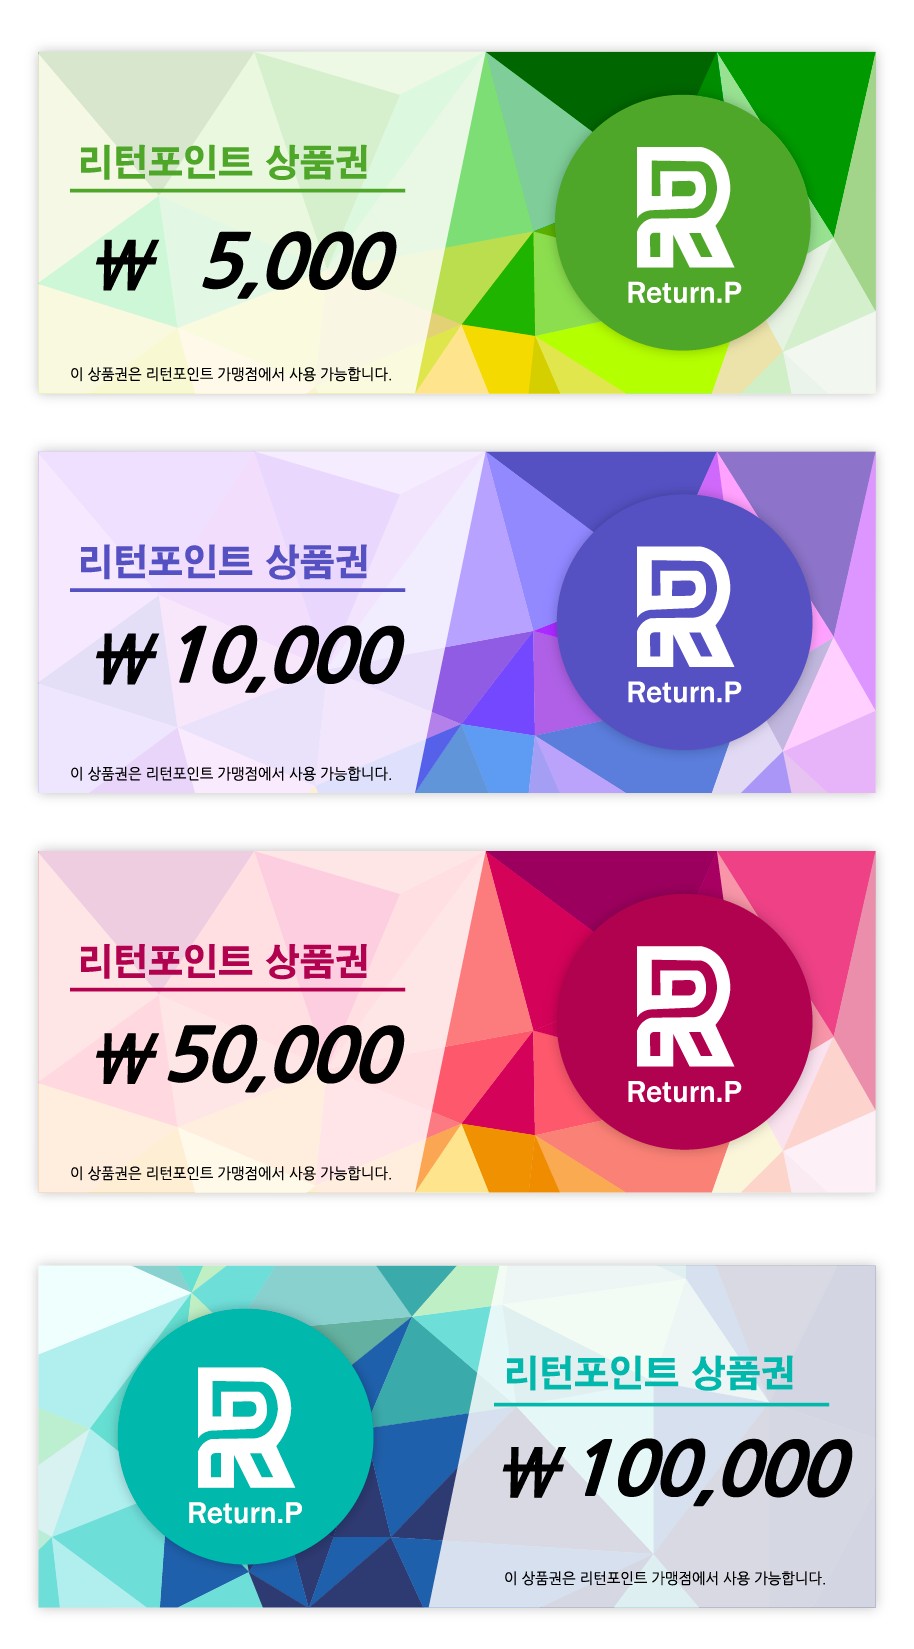 리턴포인트 상품권
₩ 5,000
이 상품권은 리턴포인트 가맹점에서 사용 가능합니다.
R
Return.P
리턴포인트 상품권
₩ 10,000
이 상품권은 리턴포인트 가맹점에서 사용 가능합니다.
R
Return.P
리턴포인트 상품권
₩ 50,000
이 상품권은 리턴포인트 가맹점에서 사용 가능합니다.
R
Return.P
R
Return.P
리턴포인트 상품권
₩ 100,000
이 상품권은 리턴포인트 가맹점에서 사용 가능합니다.